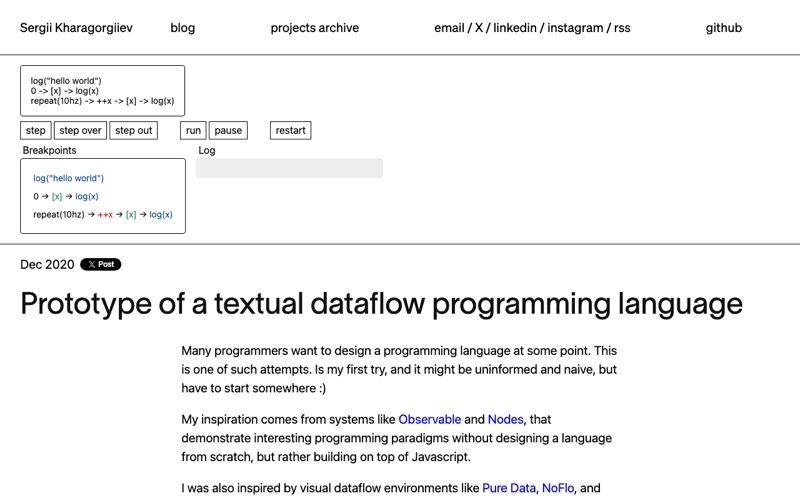 Sergii Kharagorgiiev blog projects archive email / X / linkedin / instagram / rss github
log("hello world")
0 -> [x] -> log(x)
repeat(10hz) -> ++x -> [x] -> log(x)
step step over step out run pause restart
Breakpoints Log
log("hello world")
0 → [x] → log(x)
repeat(10hz) → ++x → [x] → log(x)
Dec 2020 X Post
Prototype of a textual dataflow programming language
Many programmers want to design a programming language at some point. This
is one of such attempts. Is my first try, and it might be uninformed and naive, but
have to start somewhere :)
My inspiration comes from systems like Observable and Nodes, that
demonstrate interesting programming paradigms without designing a language
from scratch, but rather building on top of Javascript.
I was also inspired by visual dataflow environments like Pure Data, NoFlo, and